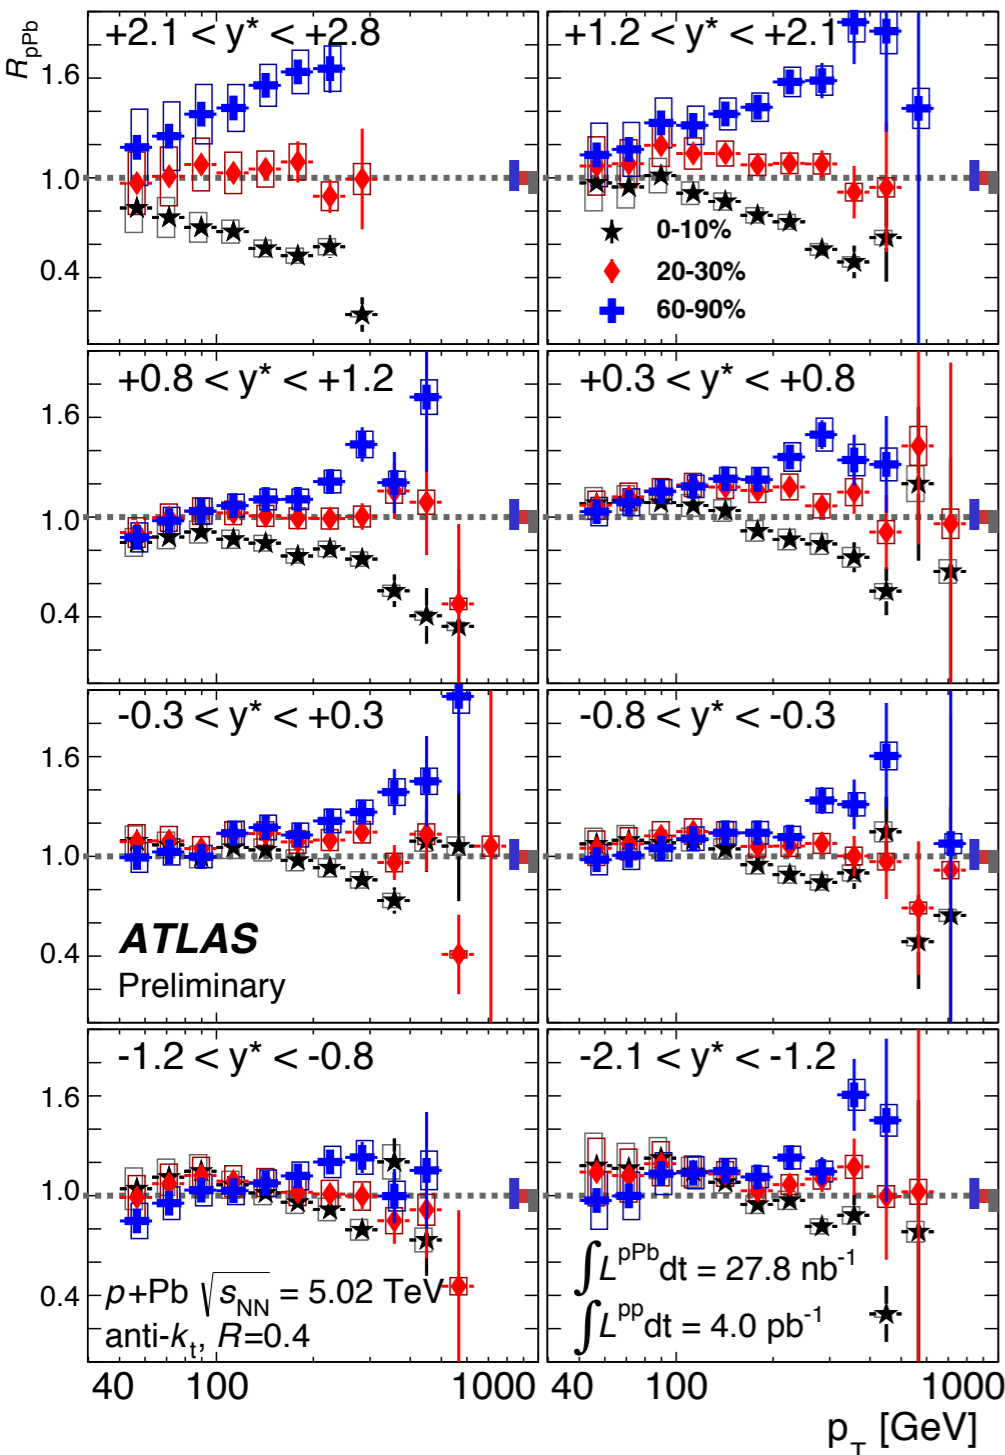 R_pPb
+2.1 < y* < +2.8
+1.2 < y* < +2.1
1.6
1.0
0.4
0-10%
20-30%
60-90%
+0.8 < y* < +1.2
+0.3 < y* < +0.8
1.6
1.0
0.4
-0.3 < y* < +0.3
-0.8 < y* < -0.3
1.6
1.0
0.4
ATLAS
Preliminary
-1.2 < y* < -0.8
-2.1 < y* < -1.2
1.6
1.0
0.4
p+Pb √s_NN = 5.02 TeV
anti-k_t, R=0.4
∫L^pPb dt = 27.8 nb^-1
∫L^pp dt = 4.0 pb^-1
40 100 1000 40 100 1000
p_T [GeV]